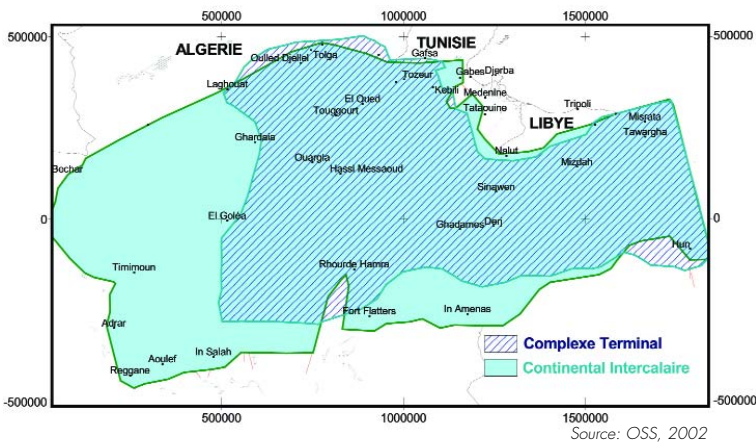 500000 1000000 1500000
500000 500000
ALGERIE TUNISIE
Gafsa
Oulled Djellel Tolga
Tozeur Gabes Djerba
Laghouat Kebili Medenine
El Oued
Touggourt Tataouine Tripoli
LIBYE Misrata
Ghardaia Tawargha
Nalut
Ouargla Mizdah
Bechar Hassi Messaoud
Sinawen
El Goléa
0 Ghadames Derj 0
Hun
Timimoun Rhourde Hamra
Fort Flatters In Amenas
Adrar
Complexe Terminal
In Salah
Aoulef Continental Intercalaire
Reggane
-500000 -500000
500000 1000000 1500000
Source: OSS, 2002